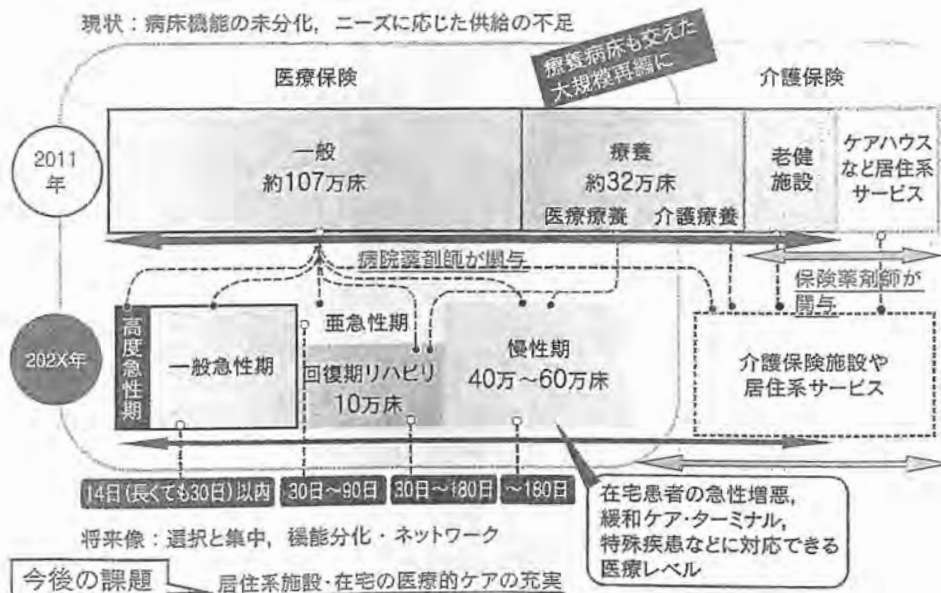 現状：病床機能の未分化，ニーズに応じた供給の不足
療養病床も交えた
大規模再編に
医療保険
介護保険
2011
年
一般
約107万床
療養
約32万床
医療療養
介護療養
老健
施設
ケアハウス
など居住系
サービス
病院薬剤師が関与
保険薬剤師が
関与
202X年
高度急性期
一般急性期
亜急性期
回復期リハビリ
10万床
慢性期
40万～60万床
介護保険施設や
居住系サービス
14日(長くても30日)以内
30日～90日
30日～180日
～180日
在宅患者の急性増悪，
緩和ケア・ターミナル，
特殊疾患などに対応できる
医療レベル
将来像：選択と集中，機能分化・ネットワーク
今後の課題
居住系施設・在宅の医療的ケアの充実